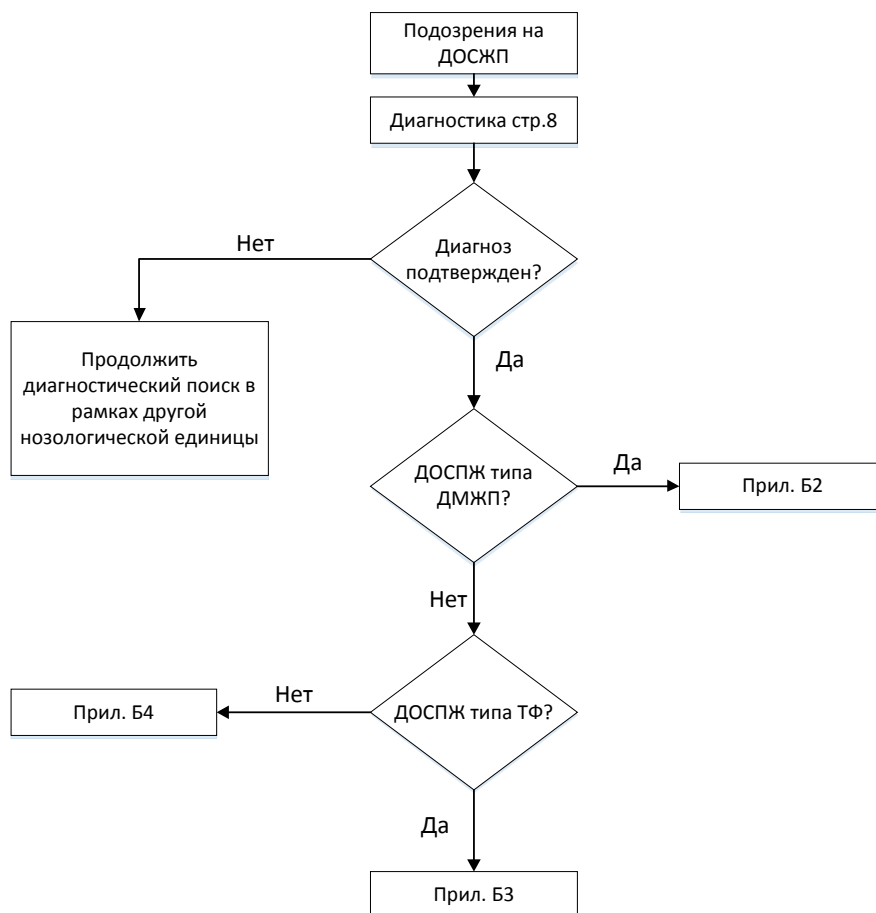 Подозрения на
ДОСЖП
Диагностика стр.8
Диагноз
подтвержден?
Нет
Продолжить
диагностический поиск в
рамках другой
нозологической единицы
Да
ДОСПЖ типа
ДМЖП?
Да
Прил. Б2
Нет
ДОСПЖ типа ТФ?
Нет
Прил. Б4
Да
Прил. Б3